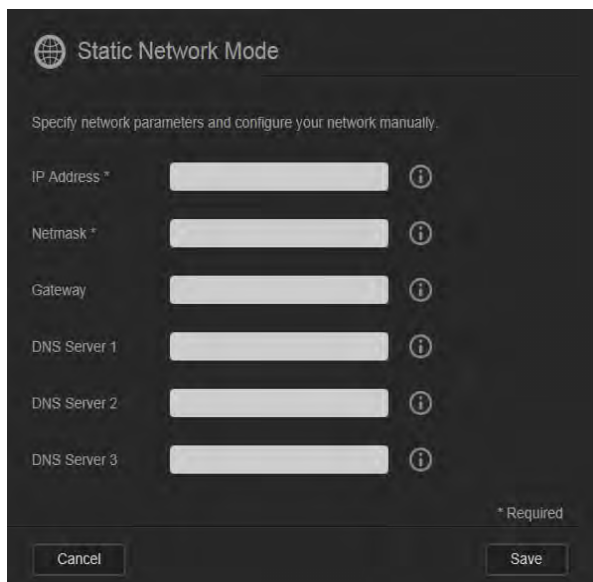 Static Network Mode
Specify network parameters and configure your network manually.
IP Address *
Netmask *
Gateway
DNS Server 1
DNS Server 2
DNS Server 3
* Required
Cancel
Save